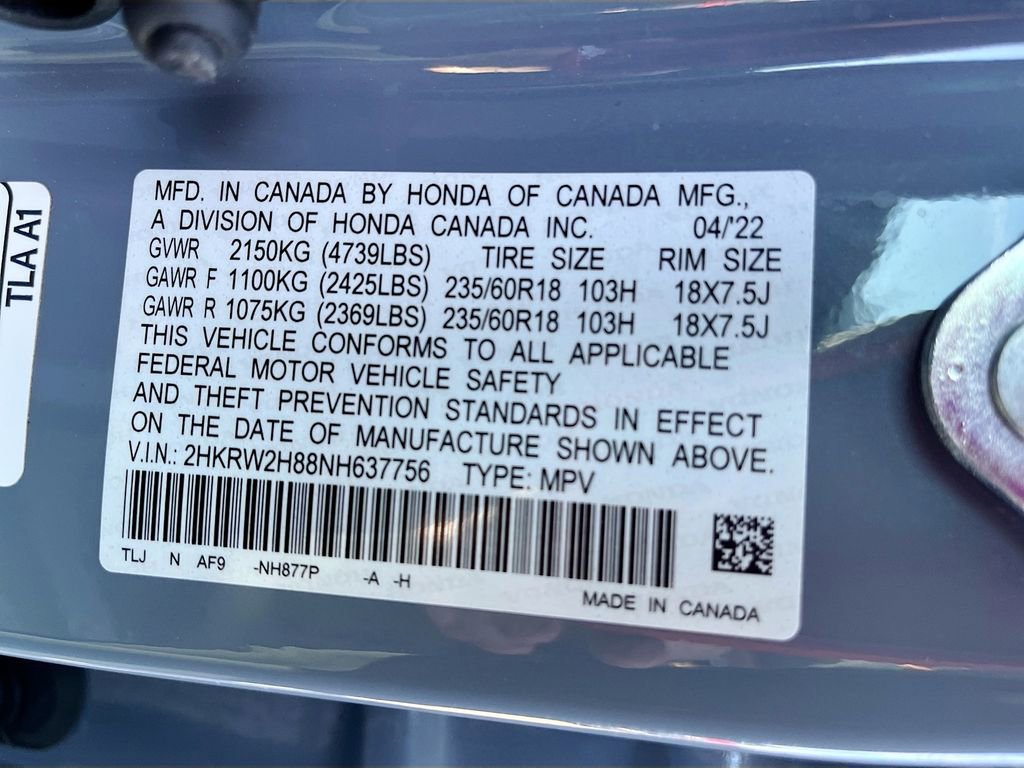 TLA A1
MFD. IN CANADA BY HONDA OF CANADA MFG.,
A DIVISION OF HONDA CANADA INC. 04/'22
GVWR 2150KG (4739LBS) TIRE SIZE RIM SIZE
GAWR F 1100KG (2425LBS) 235/60R18 103H 18X7.5J
GAWR R 1075KG (2369LBS) 235/60R18 103H 18X7.5J
THIS VEHICLE CONFORMS TO ALL APPLICABLE
FEDERAL MOTOR VEHICLE SAFETY
AND THEFT PREVENTION STANDARDS IN EFFECT
ON THE DATE OF MANUFACTURE SHOWN ABOVE.
V.I.N.: 2HKRW2H88NH637756 TYPE: MPV
TLJ N AF9 -NH877P -A -H
MADE IN CANADA